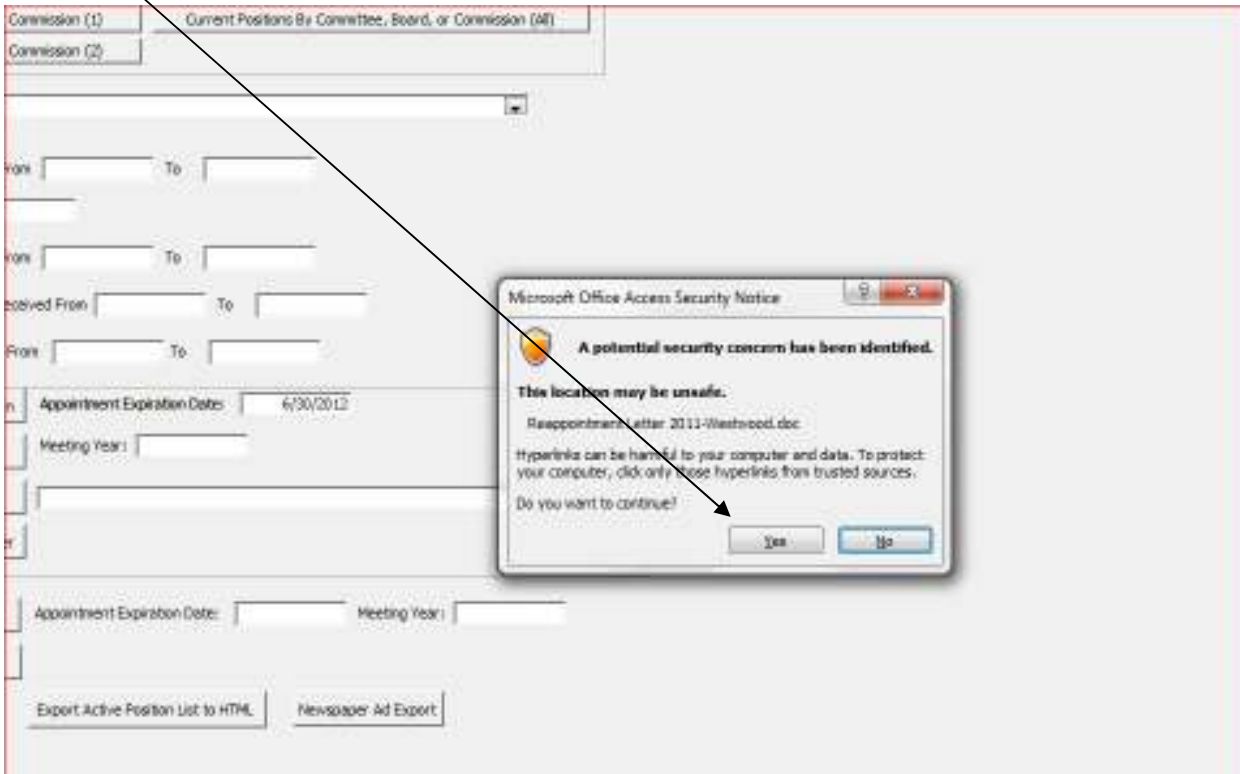 Commission (1) Current Positions By Committee, Board, or Commission (All)
Commission (2)
From To
From To
Received From To
From To
Appointment Expiration Date: 6/30/2012
Meeting Year:
Microsoft Office Access Security Notice
A potential security concern has been identified.
This location may be unsafe.
Reappointment Letter 2011-Westwood.doc
Hyperlinks can be harmful to your computer and data. To protect
your computer, click only those hyperlinks from trusted sources.
Do you want to continue?
Yes No
Appointment Expiration Date: Meeting Year:
Export Active Position List to HTML Newspaper Ad Export